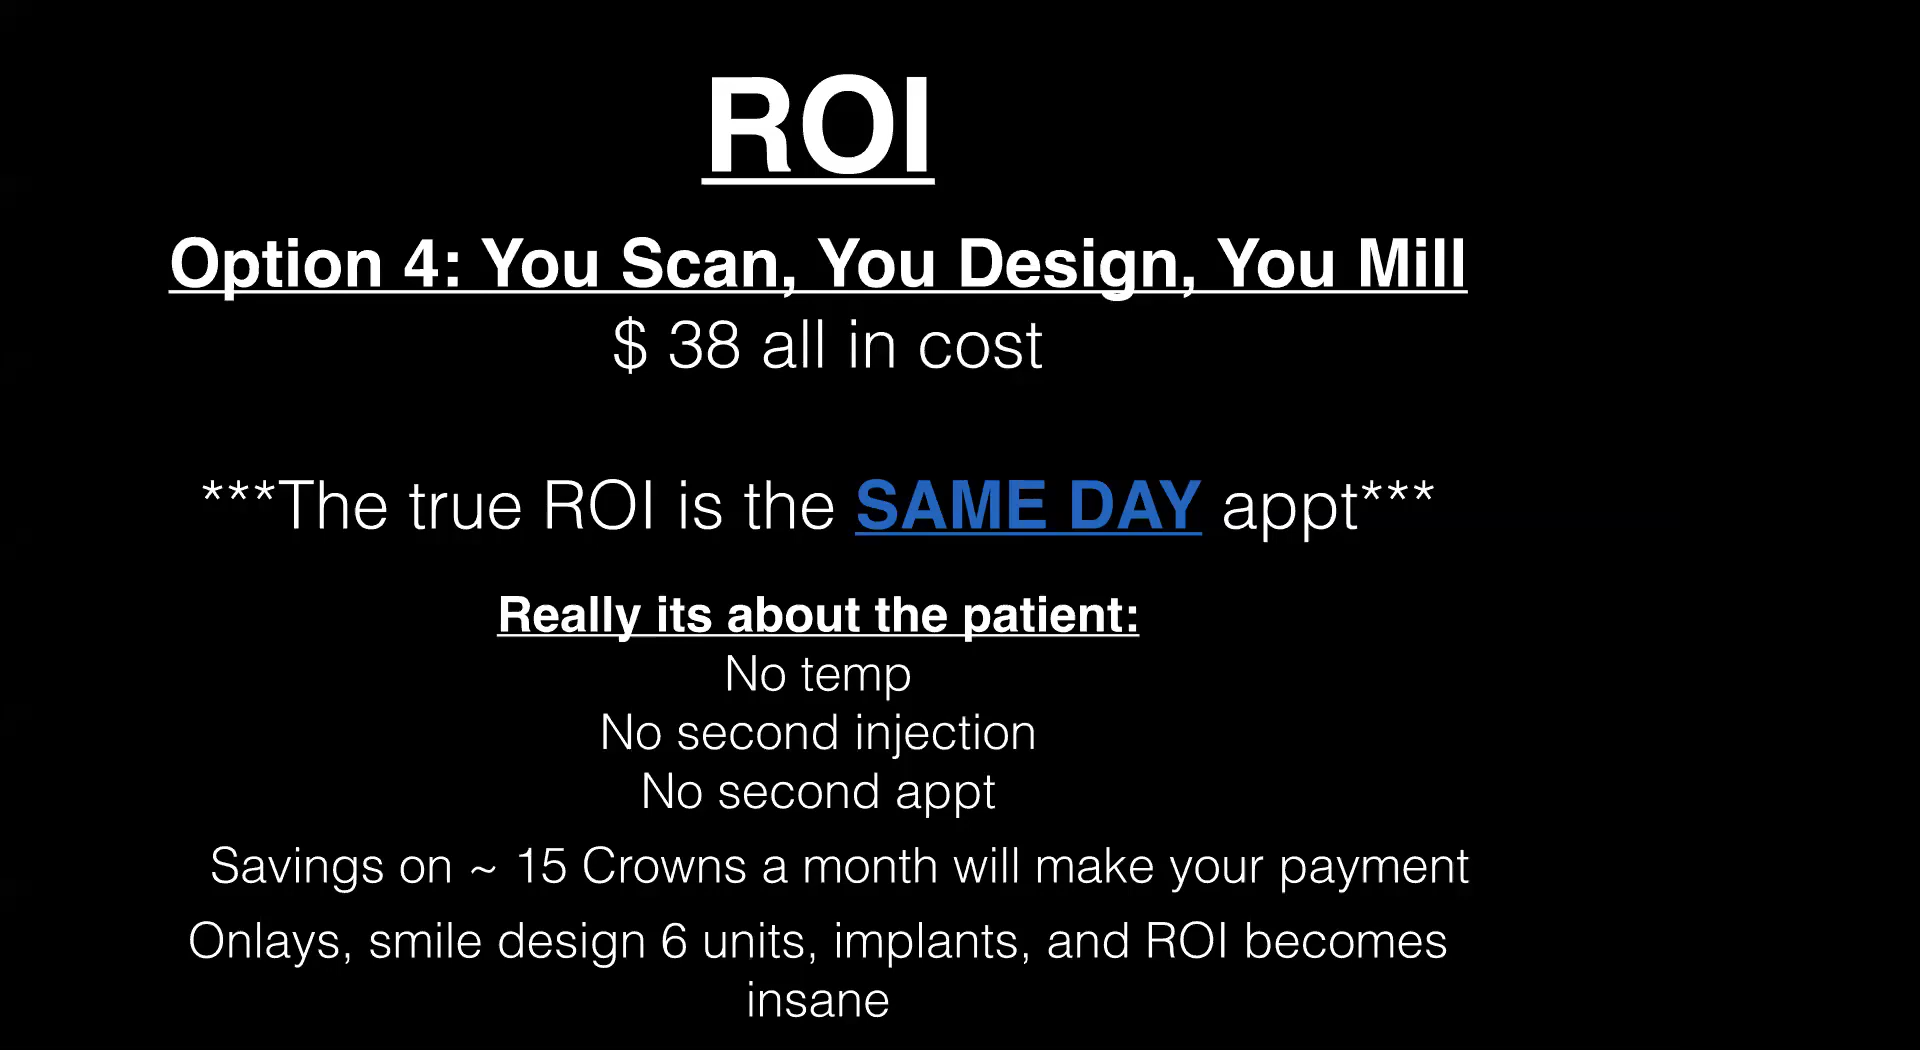 ROI
Option 4: You Scan, You Design, You Mill
$ 38 all in cost
***The true ROI is the SAME DAY appt***
Really its about the patient:
No temp
No second injection
No second appt
Savings on ~ 15 Crowns a month will make your payment
Onlays, smile design 6 units, implants, and ROI becomes
insane